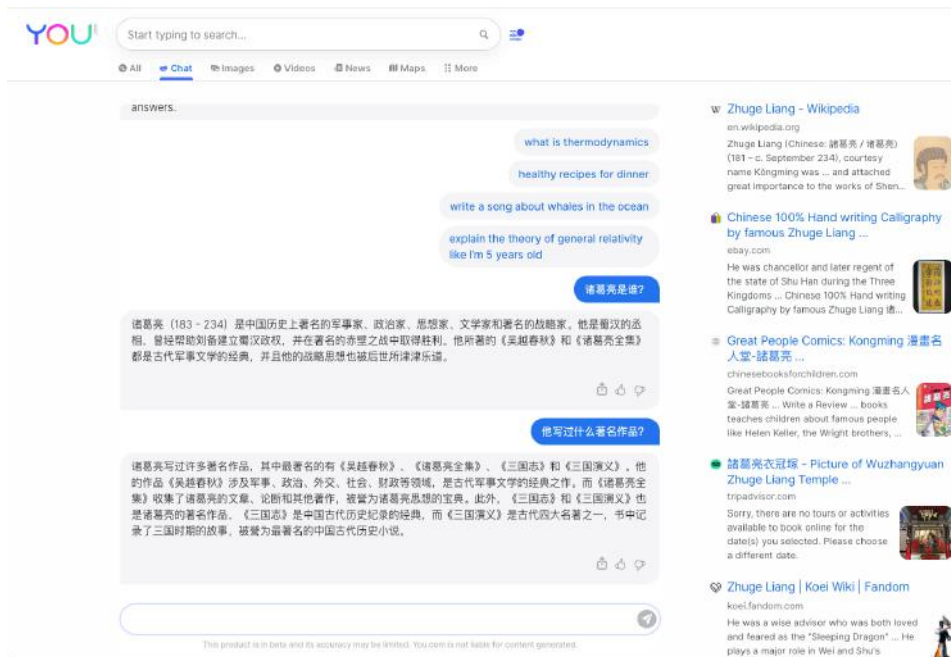 YOU
Start typing to search...
All
Chat
Images
Videos
News
Maps
More
answers.
what is thermodynamics
healthy recipes for dinner
write a song about whales in the ocean
explain the theory of general relativity
like I'm 5 years old
诸葛亮是谁?
诸葛亮（183 - 234）是中国历史上著名的军事家、政治家、思想家、文学家和著名的战略家。他是蜀汉的丞
相，曾经帮助刘备建立蜀汉政权，并在著名的赤壁之战中取得胜利。他所著的《吴越春秋》和《诸葛亮全集》
都是古代军事文学的经典，并且他的战略思想也被后世所津津乐道。
他写过什么著名作品?
诸葛亮写过许多著名作品，其中最著名的有《吴越春秋》、《诸葛亮全集》、《三国志》和《三国演义》。他
的作品《吴越春秋》涉及军事、政治、外交、社会、财政等领域，是古代军事文学的经典之作。而《诸葛亮全
集》收集了诸葛亮的文章、论断和其他著作，被誉为诸葛亮思想的宝典。此外，《三国志》和《三国演义》也
是诸葛亮的著名作品，《三国志》是中国古代历史纪录的经典，而《三国演义》是古代四大名著之一，书中记
录了三国时期的故事，被誉为最著名的中国古代历史小说。
This product is in beta and its accuracy may be limited. You.com is not liable for content generated.
W Zhuge Liang - Wikipedia
en.wikipedia.org
Zhuge Liang (Chinese: 諸葛亮 / 诸葛亮)
(181 – c. September 234), courtesy
name Kǒngming was ... and attached
great importance to the works of Shen...
Chinese 100% Hand writing Calligraphy
by famous Zhuge Liang ...
ebay.com
He was chancellor and later regent of
the state of Shu Han during the Three
Kingdoms ... Chinese 100% Hand writing
Calligraphy by famous Zhuge Liang 诸...
Great People Comics: Kongming 漫畫名
人堂-諸葛亮 ...
chinesebooksforchildren.com
Great People Comics: Kongming 漫畫名人
堂-諸葛亮 ... Write a Review ... books
teaches children about famous people
like Helen Keller, the Wright brothers, ...
諸葛亮衣冠塚 - Picture of Wuzhangyuan
Zhuge Liang Temple ...
tripadvisor.com
Sorry, there are no tours or activities
available to book online for the
date(s) you selected. Please choose
a different date.
Zhuge Liang | Koei Wiki | Fandom
koei.fandom.com
He was a wise advisor who was both loved
and feared as the "Sleeping Dragon" ... He
plays a major role in Wei and Shu's